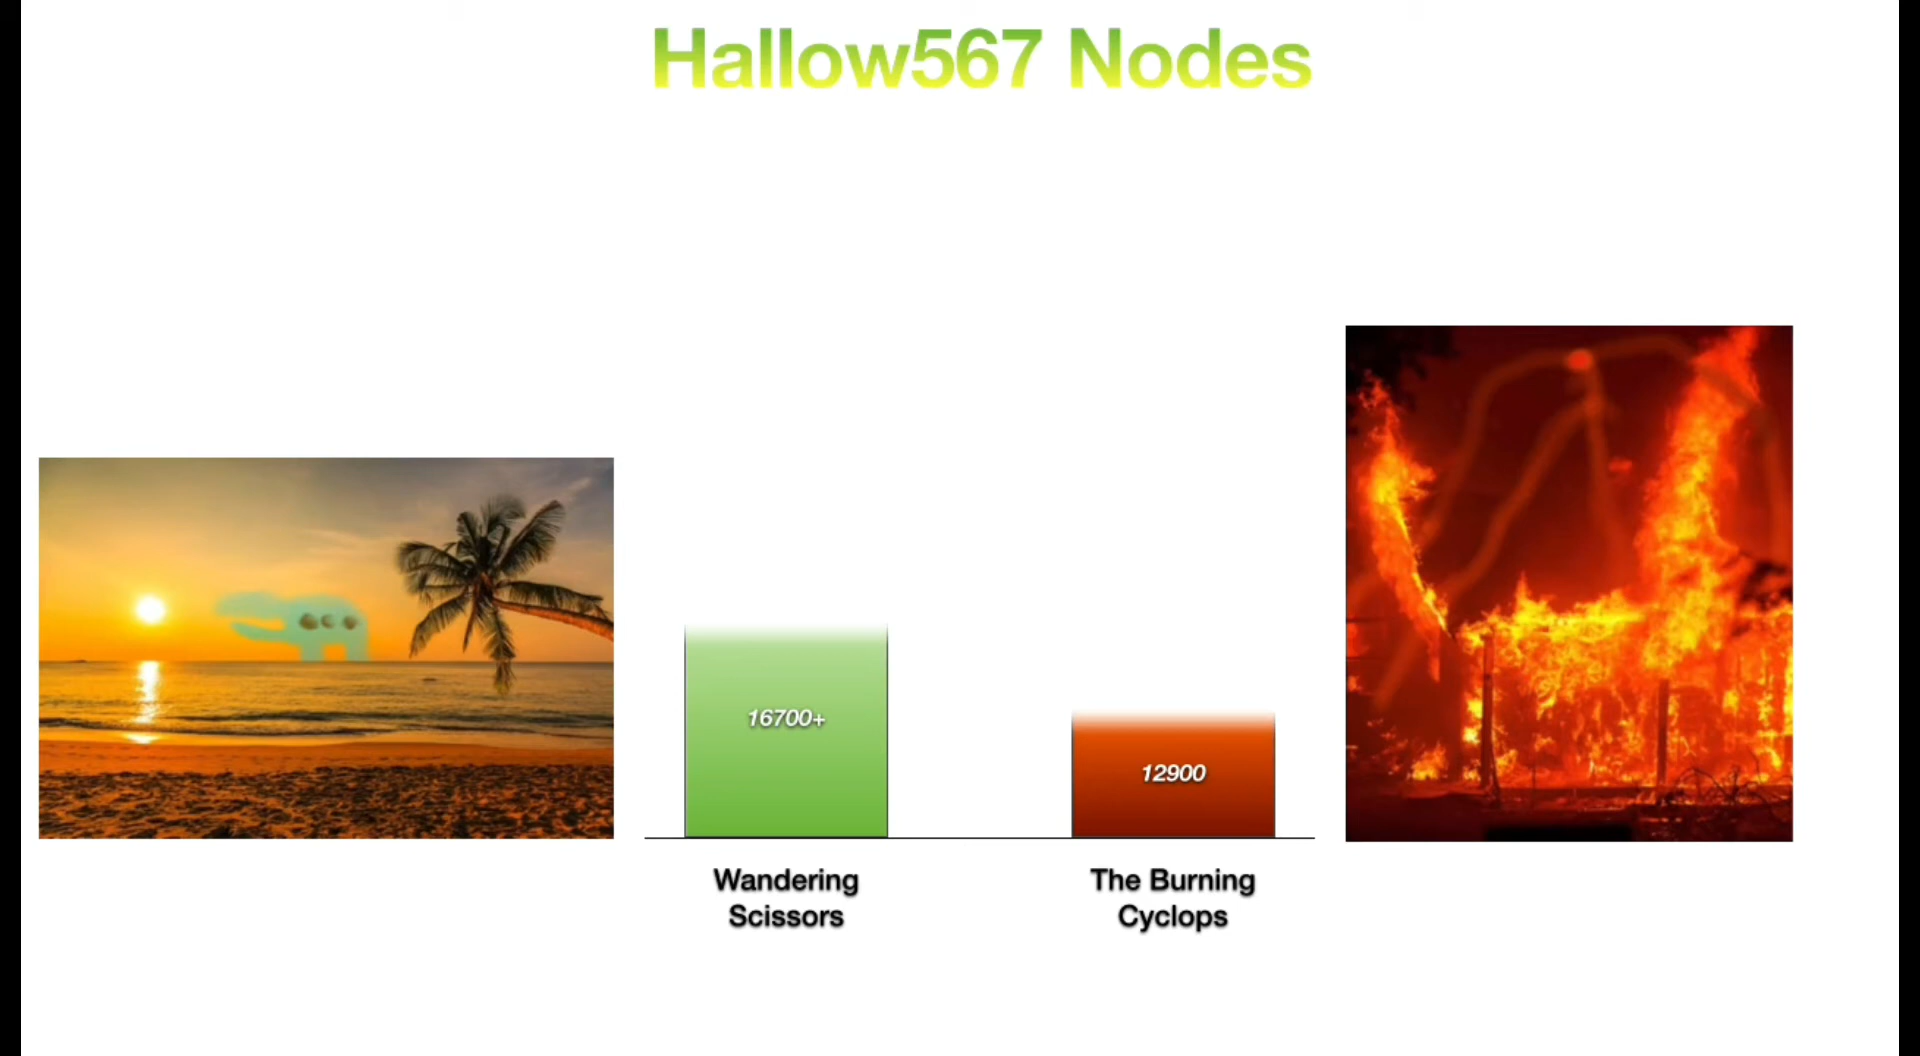 Hallow567 Nodes
16700+
12900
Wandering
Scissors
The Burning
Cyclops